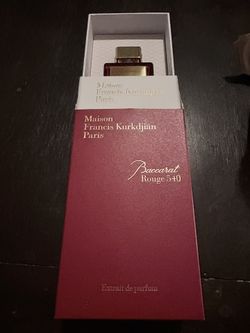 Maison
Francis Kurkdjian
Paris
Maison
Francis Kurkdjian
Paris
Baccarat
Rouge 540
Extrait de parfum